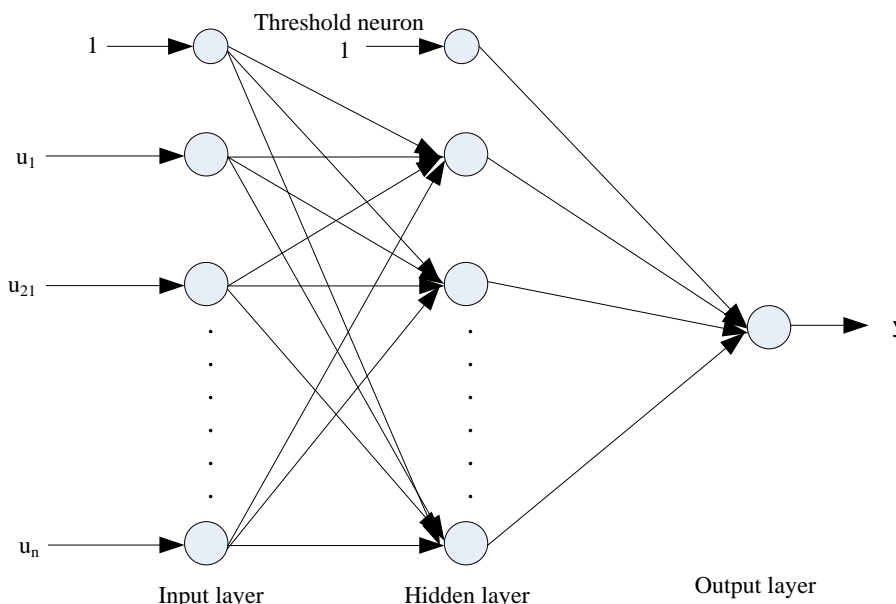 Threshold neuron
1
1
u1
u21
y
un
Input layer
Hidden layer
Output layer